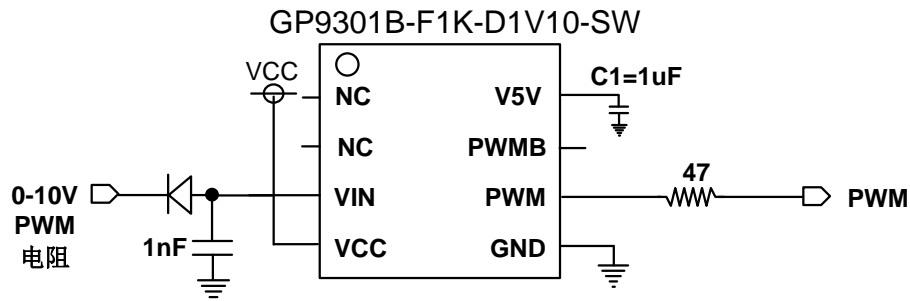 GP9301B-F1K-D1V10-SW
VCC
NC
V5V
C1=1uF
NC
PWMB
0-10V
PWM
电阻
VIN
PWM
47
PWM
1nF
VCC
GND